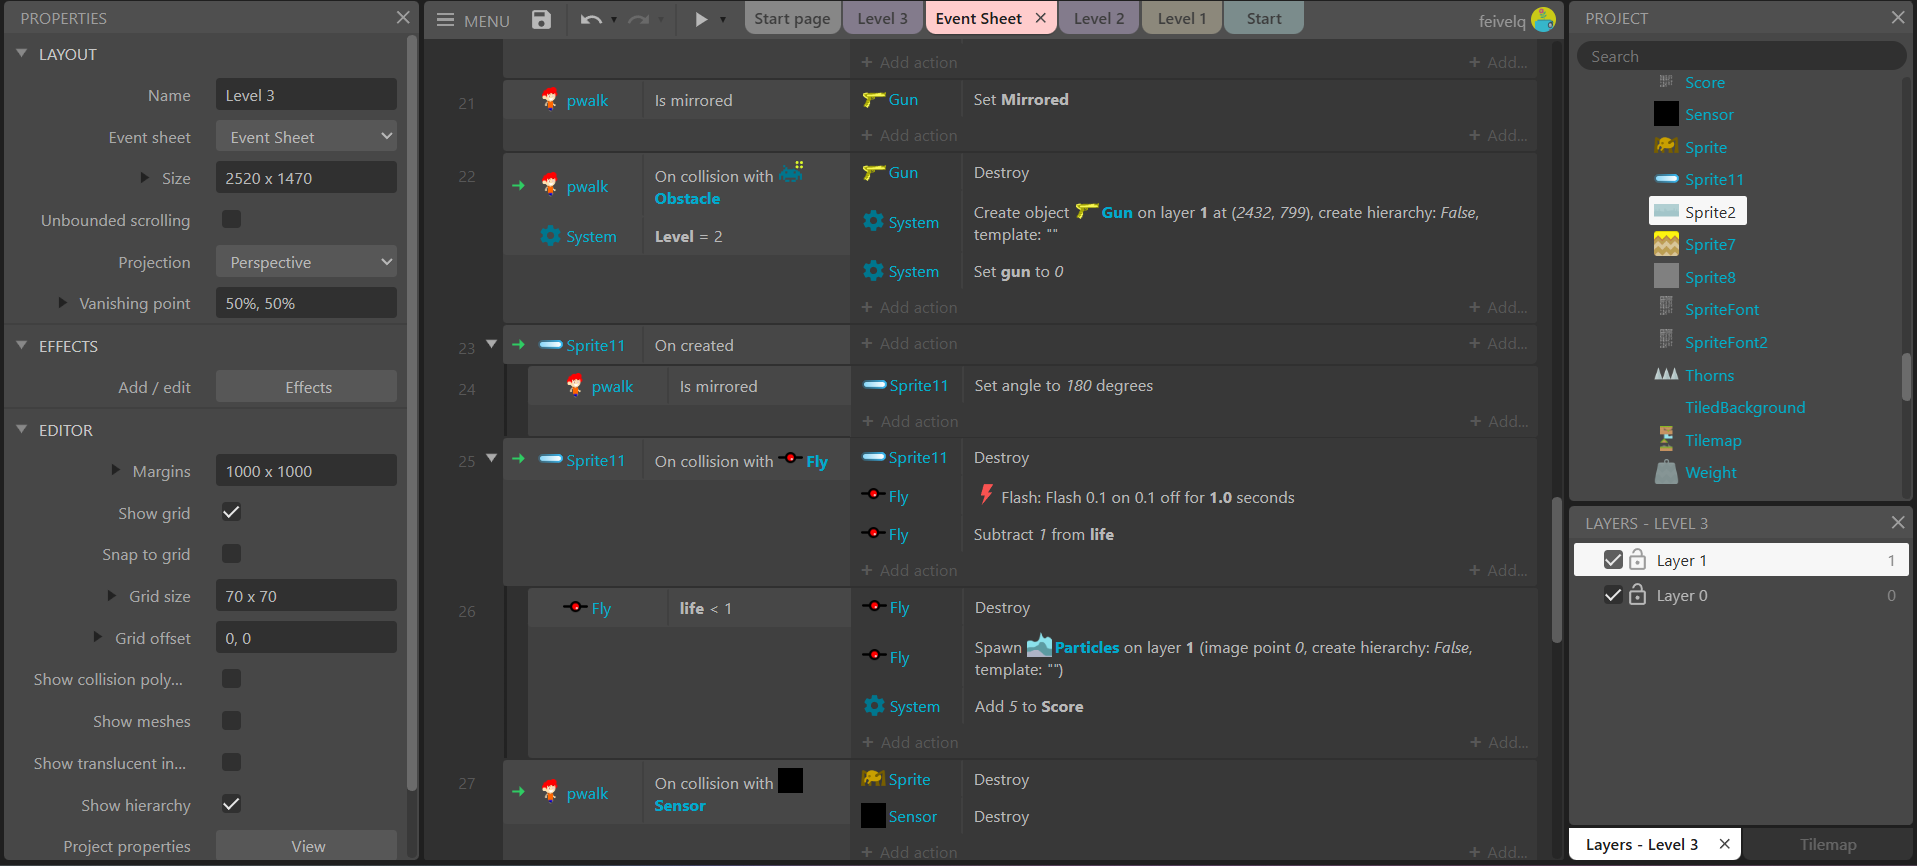 PROPERTIES
LAYOUT
Name
Level 3
Event sheet
Event Sheet
Size
2520 x 1470
Unbounded scrolling
Projection
Perspective
Vanishing point
50%, 50%
EFFECTS
Add / edit
Effects
EDITOR
Margins
1000 x 1000
Show grid
Snap to grid
Grid size
70 x 70
Grid offset
0, 0
Show collision poly...
Show meshes
Show translucent in...
Show hierarchy
Project properties
View
MENU
Start page
Level 3
Event Sheet
Level 2
Level 1
Start
feivelq
+ Add action
+ Add...
21
pwalk
Is mirrored
Gun
Set Mirrored
+ Add action
+ Add...
22
pwalk
On collision with
Obstacle
System
Level = 2
Gun
Destroy
System
Create object Gun on layer 1 at (2432, 799), create hierarchy: False,
template: ""
System
Set gun to 0
+ Add action
+ Add...
23
Sprite11
On created
+ Add action
+ Add...
24
pwalk
Is mirrored
Sprite11
Set angle to 180 degrees
+ Add action
+ Add...
25
Sprite11
On collision with Fly
Sprite11
Destroy
Fly
Flash: Flash 0.1 on 0.1 off for 1.0 seconds
Fly
Subtract 1 from life
+ Add action
+ Add...
26
Fly
life < 1
Fly
Destroy
Fly
Spawn Particles on layer 1 (image point 0, create hierarchy: False,
template: "")
System
Add 5 to Score
+ Add action
+ Add...
27
pwalk
On collision with
Sensor
Sprite
Destroy
Sensor
Destroy
+ Add action
+ Add...
PROJECT
Search
Score
Sensor
Sprite
Sprite11
Sprite2
Sprite7
Sprite8
SpriteFont
SpriteFont2
Thorns
TiledBackground
Tilemap
Weight
LAYERS - LEVEL 3
Layer 1
1
Layer 0
0
Layers - Level 3
Tilemap